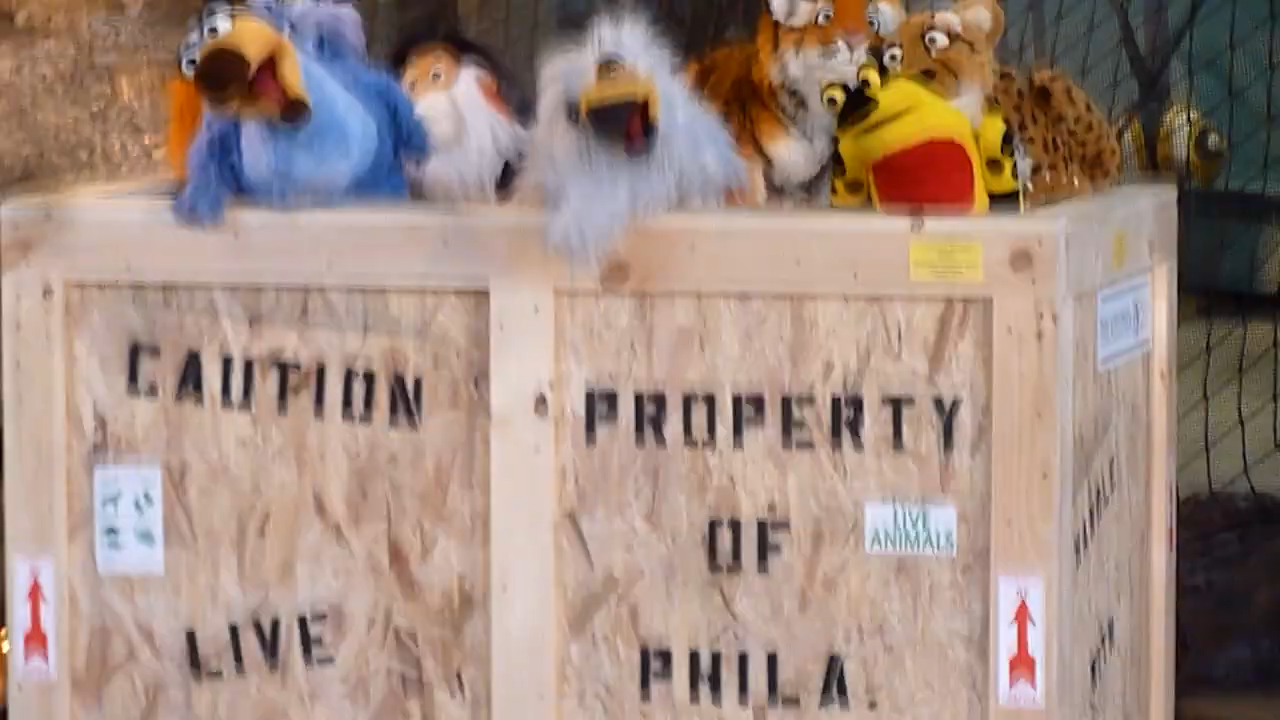 CAUTION
LIVE
PROPERTY
OF
PHILA.
LIVE
ANIMALS